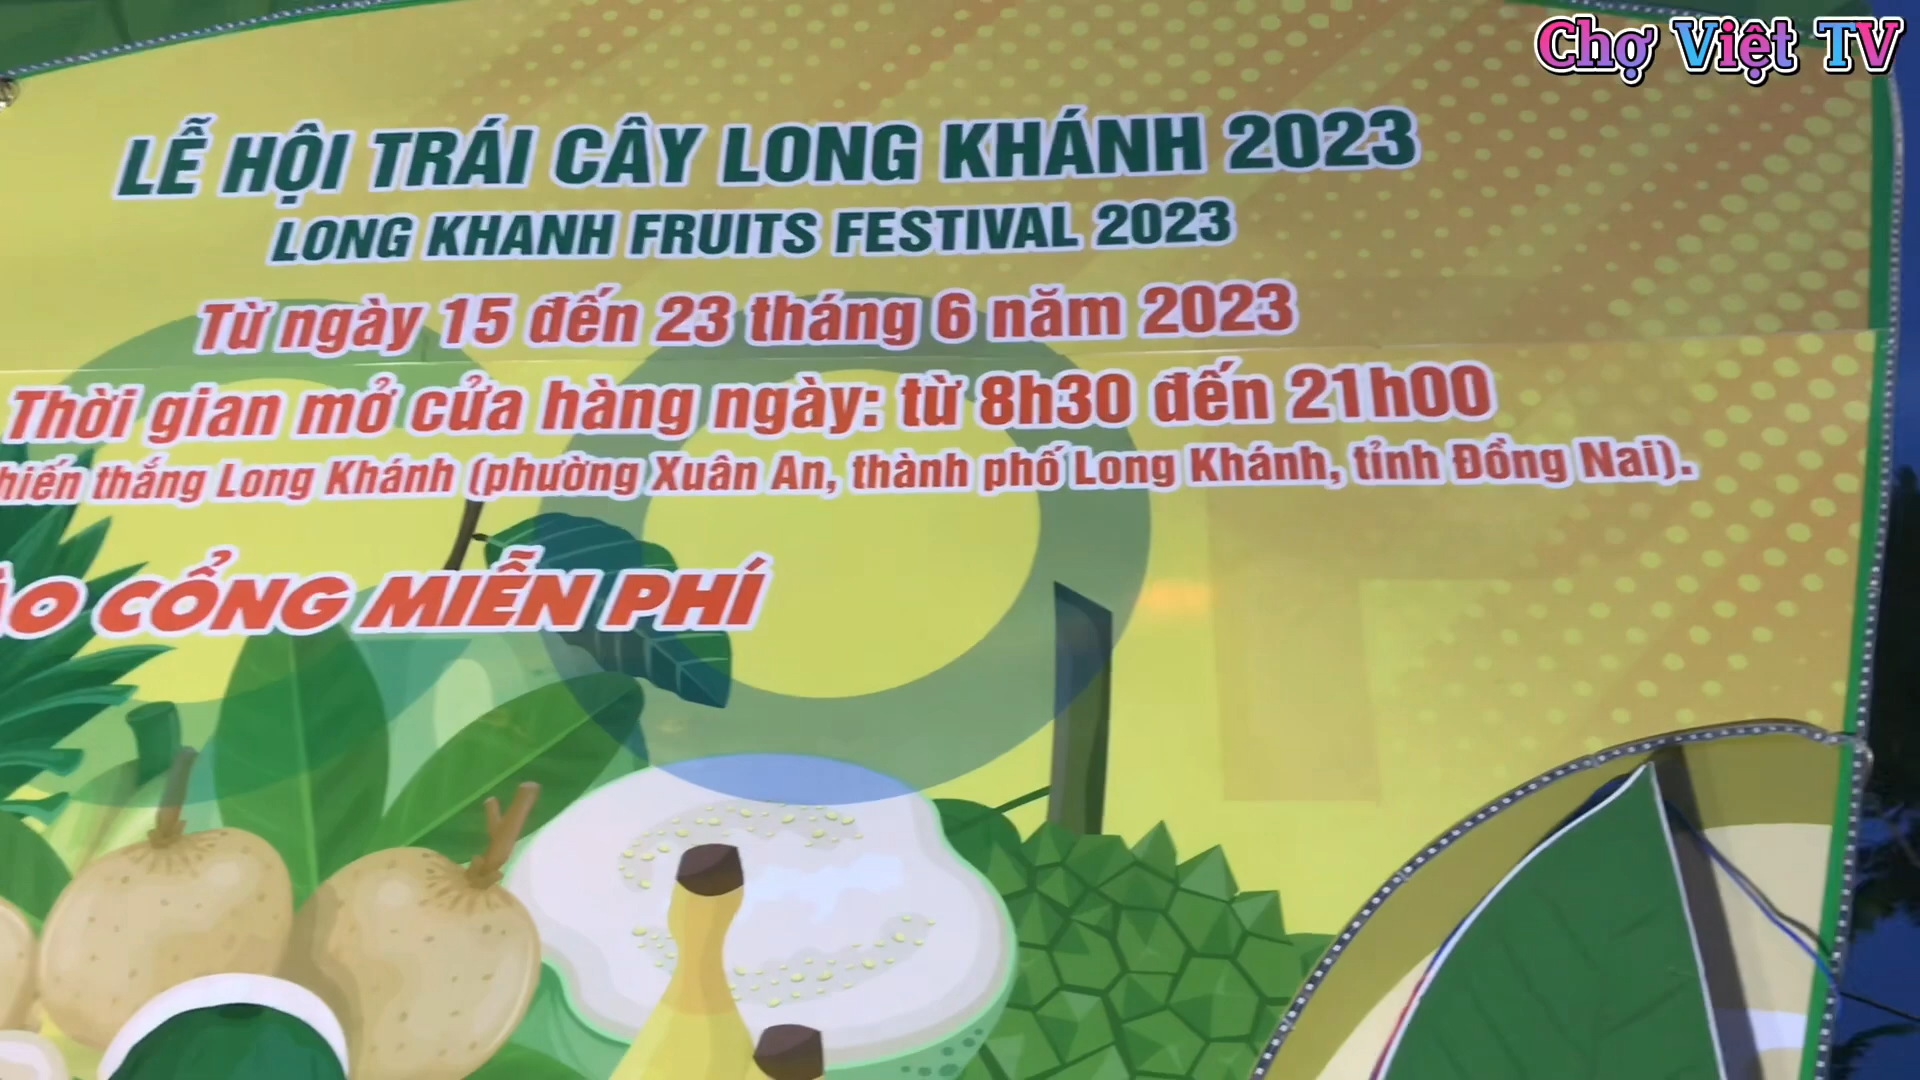 Chợ Việt TV
LỄ HỘI TRÁI CÂY LONG KHÁNH 2023
LONG KHANH FRUITS FESTIVAL 2023
Từ ngày 15 đến 23 tháng 6 năm 2023
Thời gian mở cửa hàng ngày: từ 8h30 đến 21h00
thắng Long Khánh (phường Xuân An, thành phố Long Khánh, tỉnh Đồng Nai).
CỔNG MIỄN PHÍ